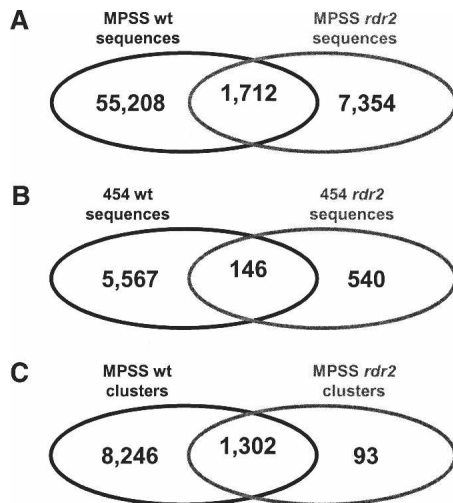 A
MPSS wt
sequences
MPSS rdr2
sequences
55,208
1,712
7,354
B
454 wt
sequences
454 rdr2
sequences
5,567
146
540
C
MPSS wt
clusters
MPSS rdr2
clusters
8,246
1,302
93